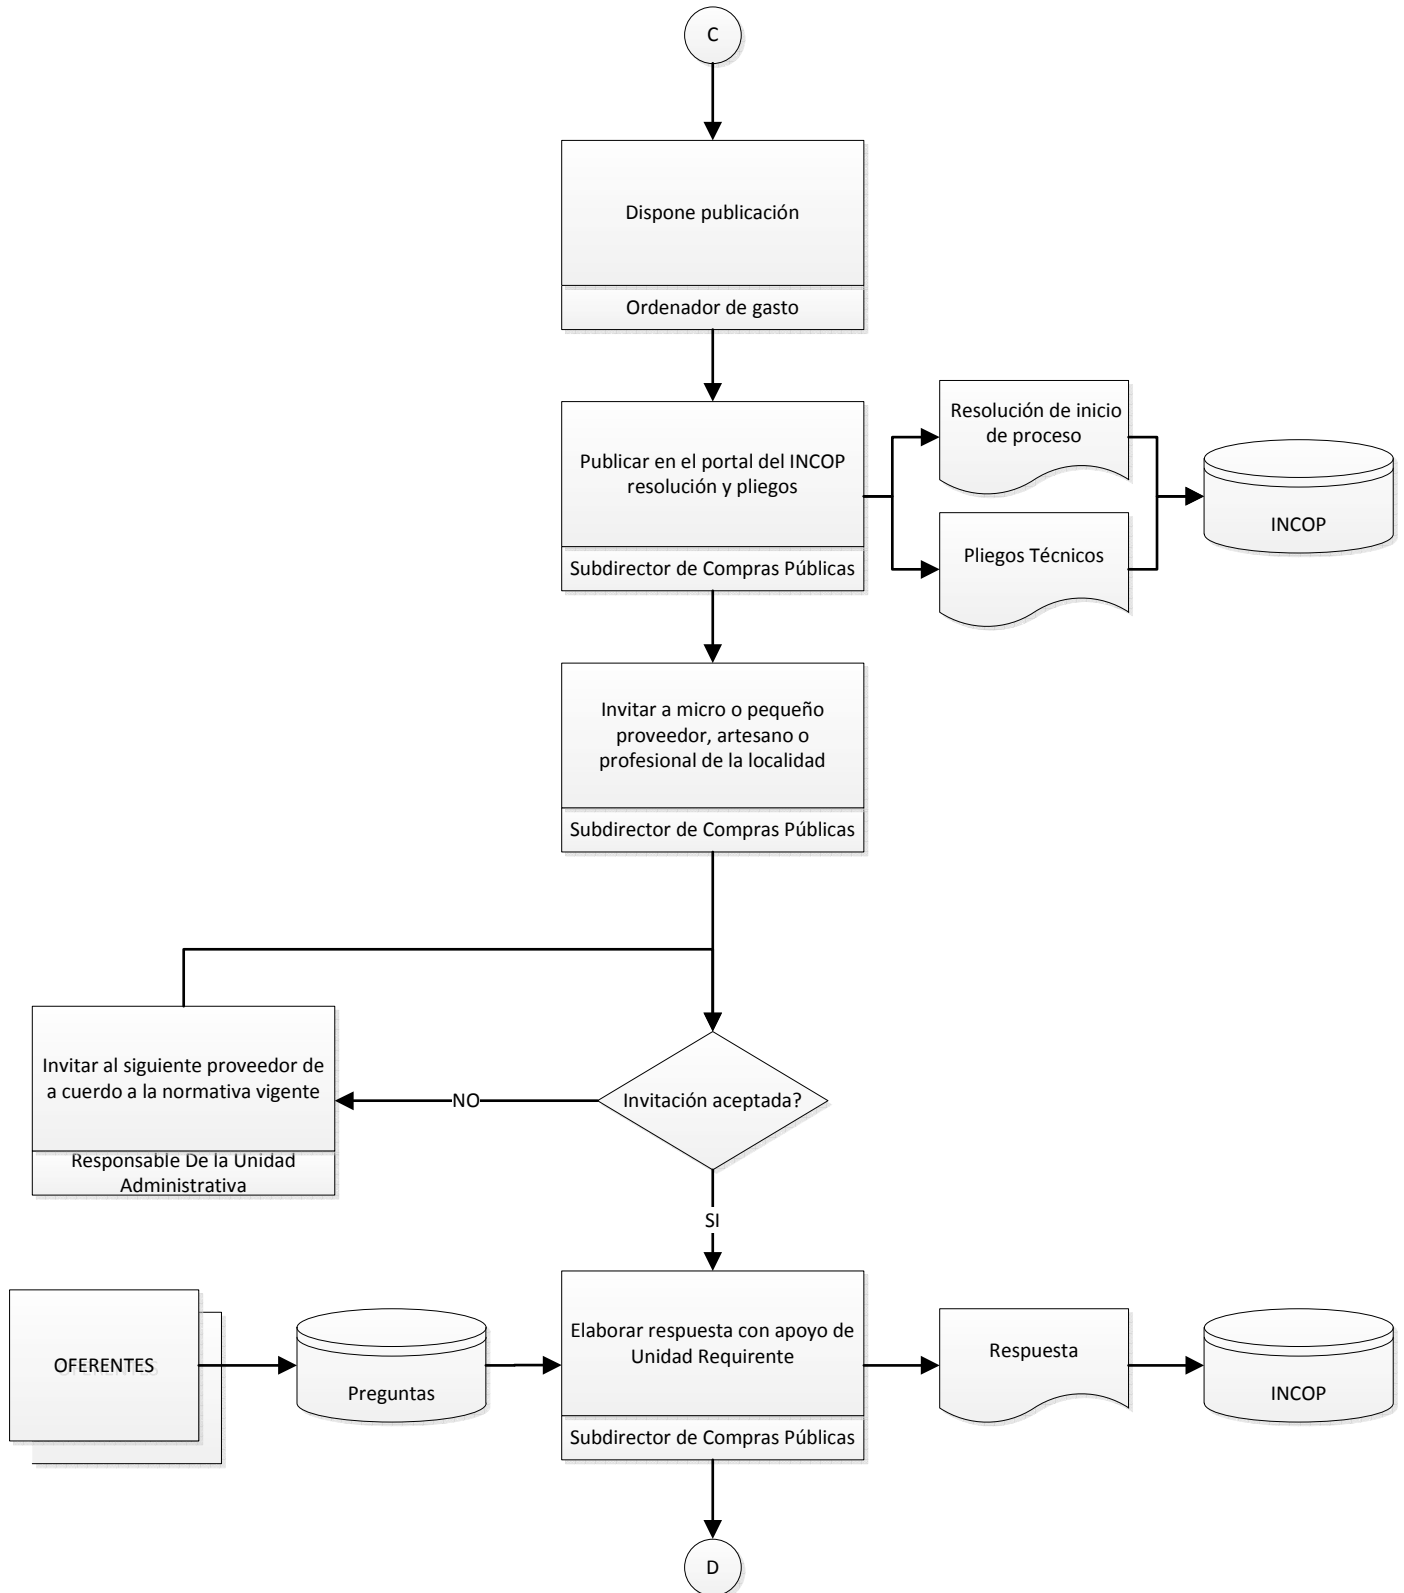 C
Dispone publicación
Ordenador de gasto
Publicar en el portal del INCOP
resolución y pliegos
Subdirector de Compras Públicas
Resolución de inicio
de proceso
Pliegos Técnicos
INCOP
Invitar a micro o pequeño
proveedor, artesano o
profesional de la localidad
Subdirector de Compras Públicas
Invitar al siguiente proveedor de
a cuerdo a la normativa vigente
Responsable De la Unidad
Administrativa
NO
Invitación aceptada?
SI
OFERENTES
Preguntas
Elaborar respuesta con apoyo de
Unidad Requirente
Subdirector de Compras Públicas
Respuesta
INCOP
D